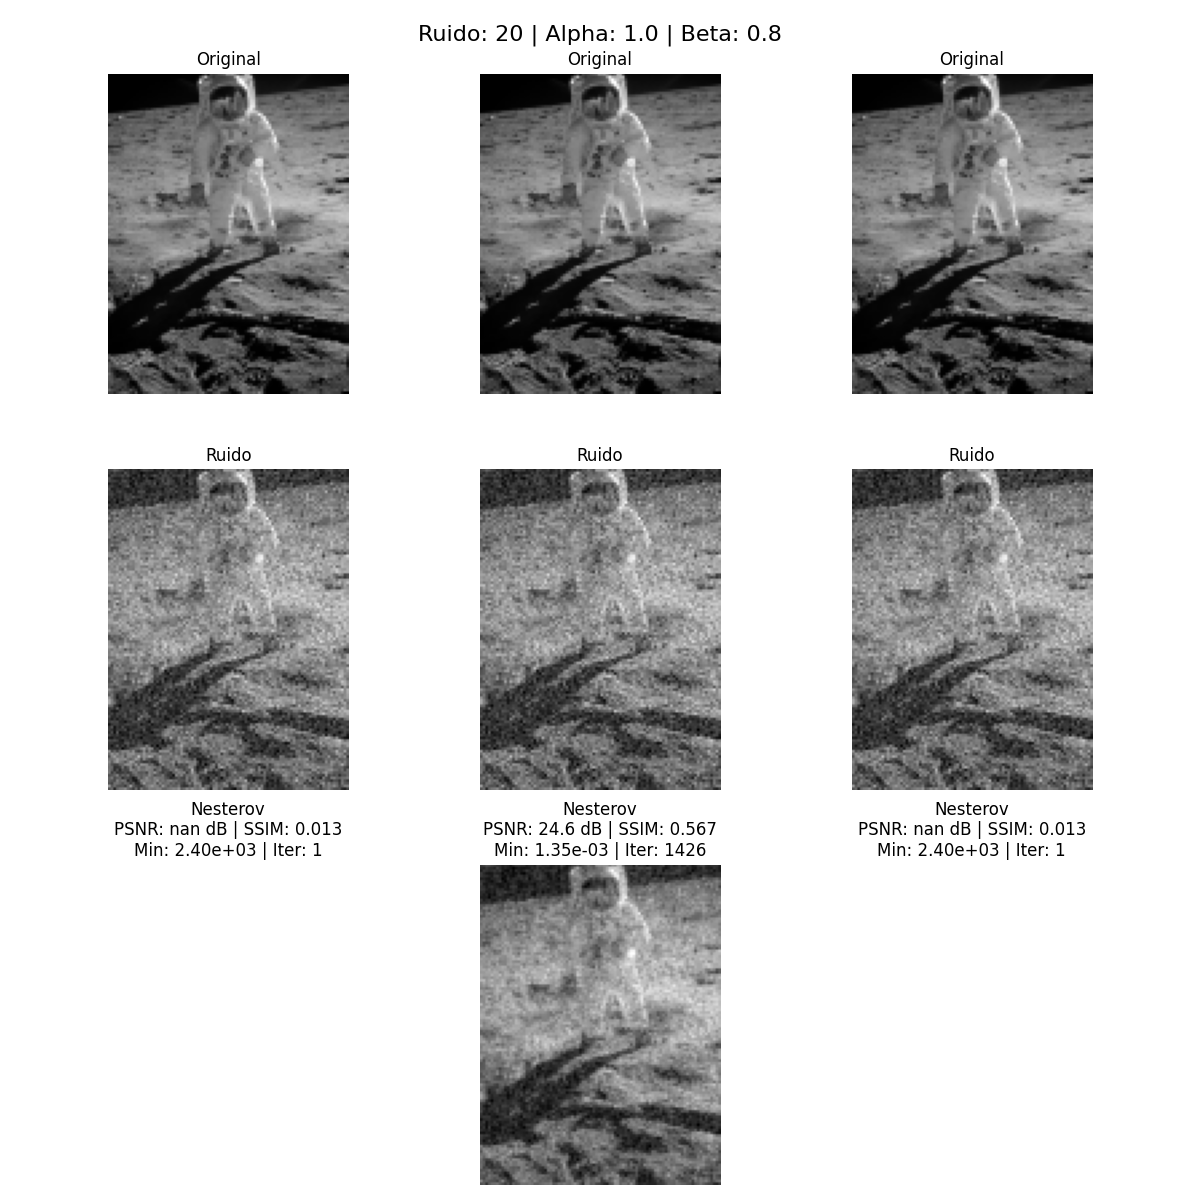 Ruido: 20 | Alpha: 1.0 | Beta: 0.8
Original
Original
Original
Ruido
Ruido
Ruido
Nesterov
PSNR: nan dB | SSIM: 0.013
Min: 2.40e+03 | Iter: 1
Nesterov
PSNR: 24.6 dB | SSIM: 0.567
Min: 1.35e-03 | Iter: 1426
Nesterov
PSNR: nan dB | SSIM: 0.013
Min: 2.40e+03 | Iter: 1